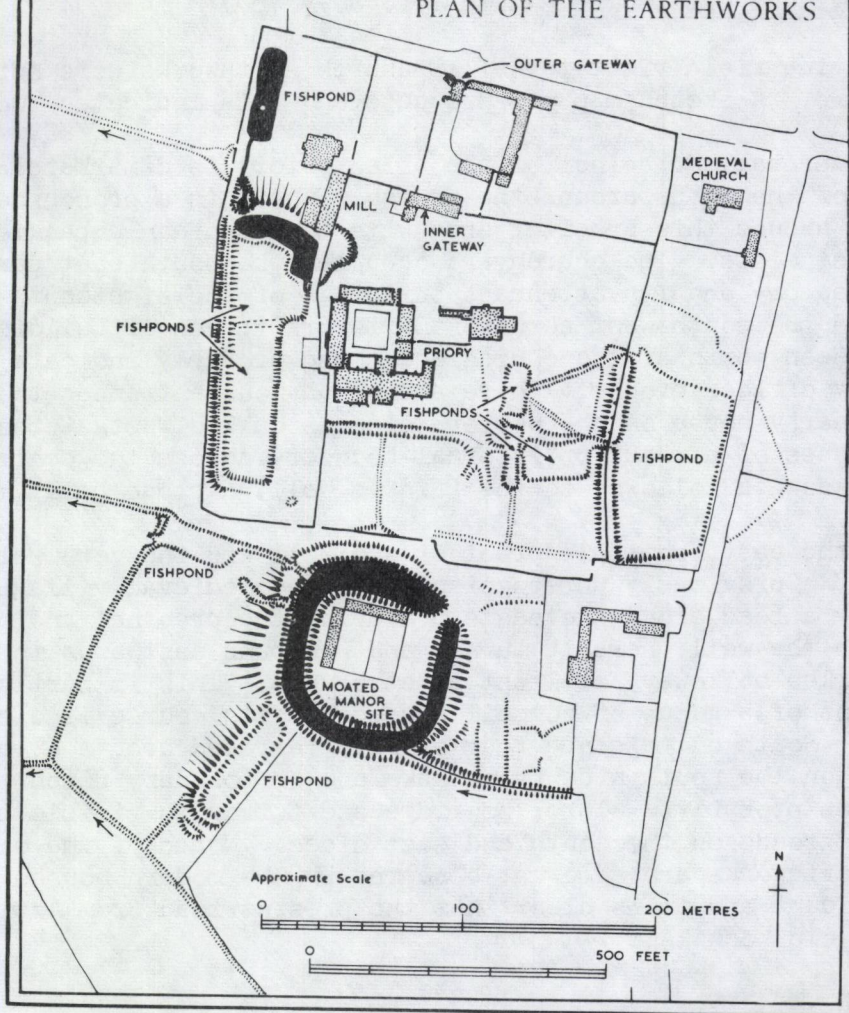 PLAN OF THE EARTHWORKS
OUTER GATEWAY
FISHPOND
MEDIEVAL
CHURCH
MILL
INNER
GATEWAY
FISHPONDS
PRIORY
FISHPONDS
FISHPOND
FISHPOND
MOATED
MANOR
SITE
FISHPOND
Approximate Scale
N
0 100 200 METRES
0 500 FEET